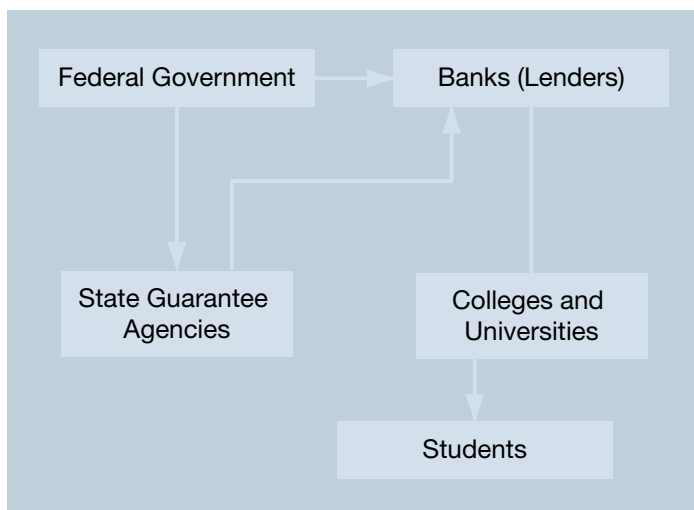 Federal Government
Banks (Lenders)
State Guarantee
Agencies
Colleges and
Universities
Students